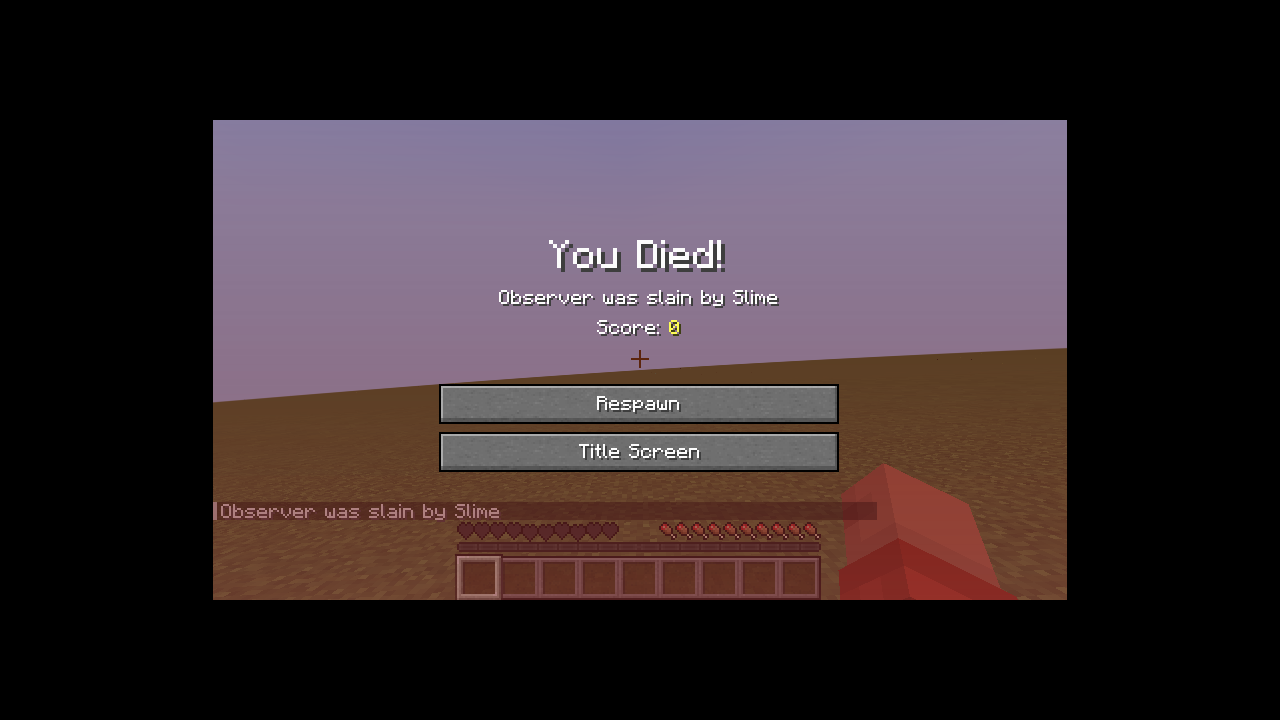 You Died!
Observer was slain by Slime
Score: 0
Respawn
Title Screen
Observer was slain by Slime